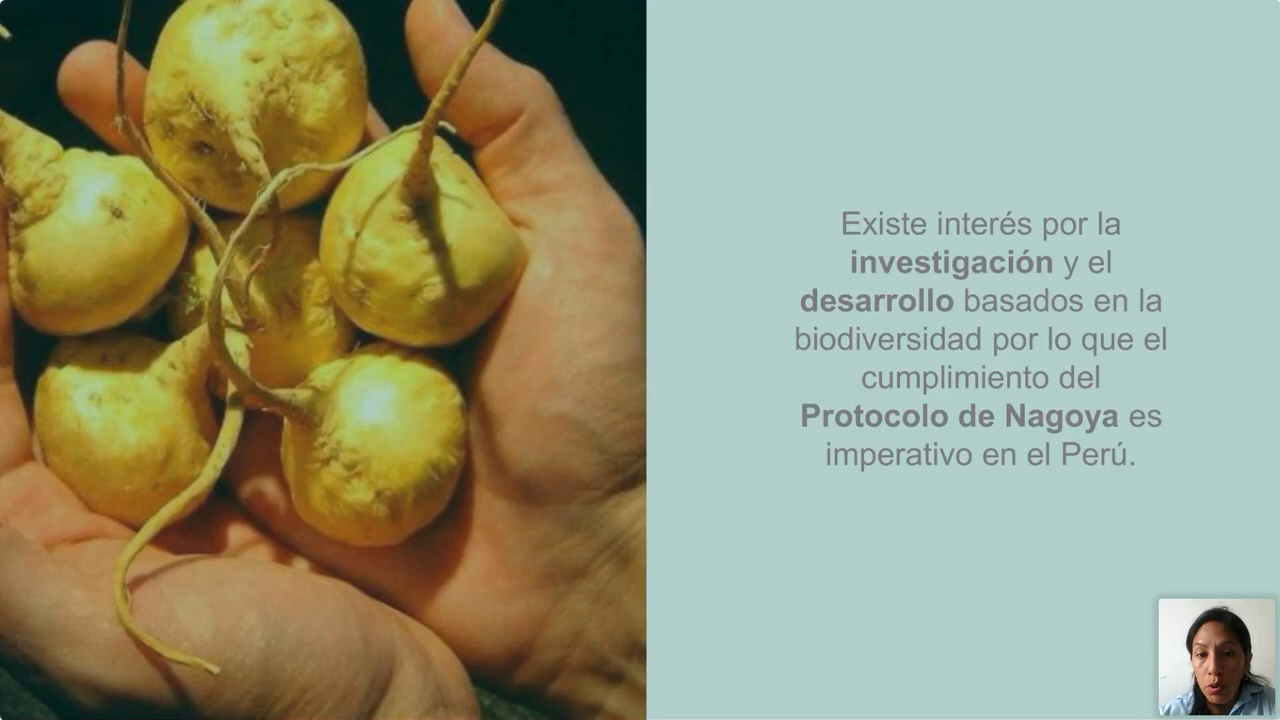 Existe interés por la
investigación y el
desarrollo basados en la
biodiversidad por lo que el
cumplimiento del
Protocolo de Nagoya es
imperativo en el Perú.